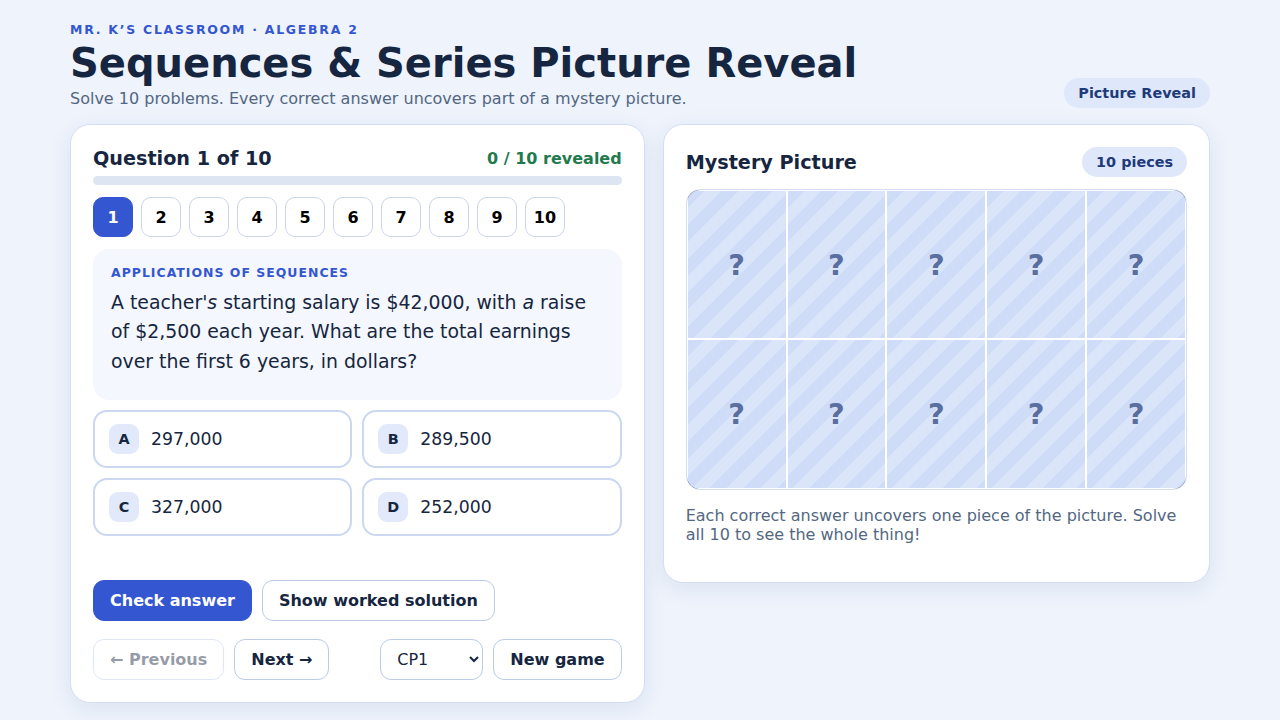 MR. K’S CLASSROOM · ALGEBRA 2
Sequences & Series Picture Reveal
Solve 10 problems. Every correct answer uncovers part of a mystery picture.
Picture Reveal
Question 1 of 10
0 / 10 revealed
1 2 3 4 5 6 7 8 9 10
APPLICATIONS OF SEQUENCES
A teacher's starting salary is $42,000, with a raise
of $2,500 each year. What are the total earnings
over the first 6 years, in dollars?
A 297,000
B 289,500
C 327,000
D 252,000
Check answer
Show worked solution
← Previous
Next →
CP1
New game
Mystery Picture
10 pieces
? ? ? ? ?
? ? ? ? ?
Each correct answer uncovers one piece of the picture. Solve
all 10 to see the whole thing!